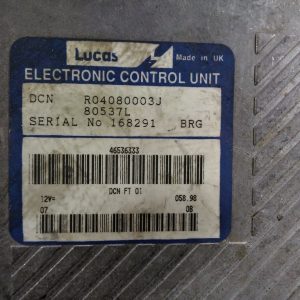 Lucas Made in UK
ELECTRONIC CONTROL UNIT
DCN R04080003J
80537L
SERIAL No 168291 BRG
46536333
DCN FT 01
12V= 058.98
07 08